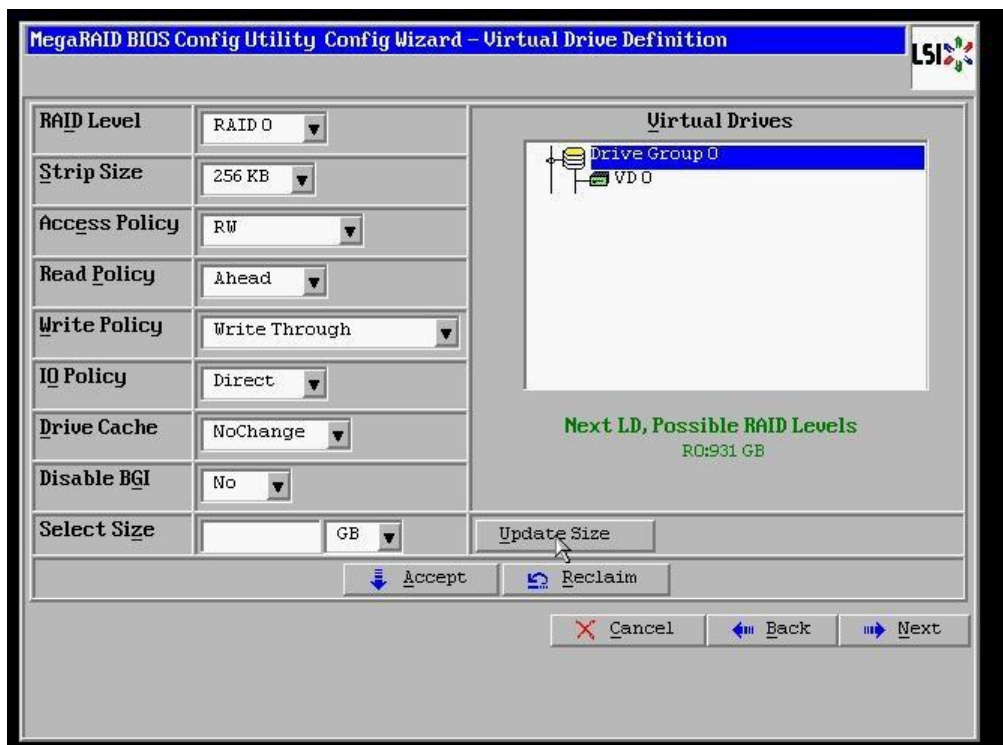 MegaRAID BIOS Config Utility Config Wizard – Virtual Drive Definition
LSI
RAID Level
RAID 0
Strip Size
256 KB
Access Policy
RW
Read Policy
Ahead
Write Policy
Write Through
IO Policy
Direct
Drive Cache
NoChange
Disable BGI
No
Select Size
GB
Update Size
Virtual Drives
Drive Group 0
VD 0
Next LD, Possible RAID Levels
R0:931 GB
Accept
Reclaim
Cancel
Back
Next